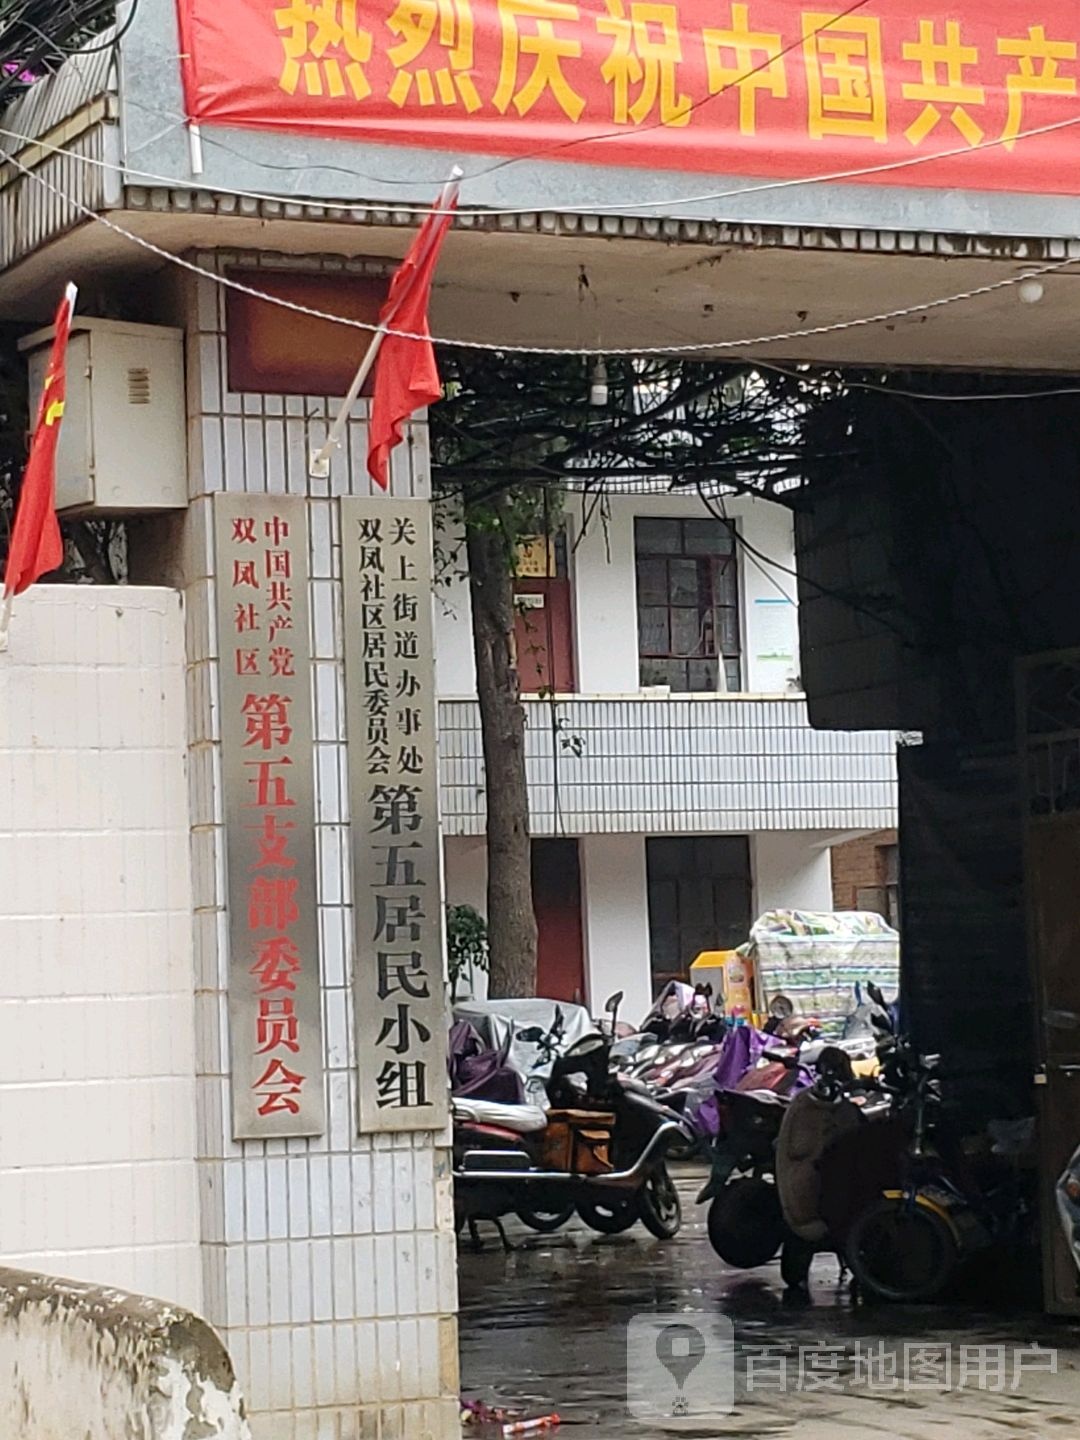 热烈庆祝中国共产
中国共产党
双凤社区
第五支部委员会
关上街道办事处
双凤社区居民委员会
第五居民小组
百度地图用户